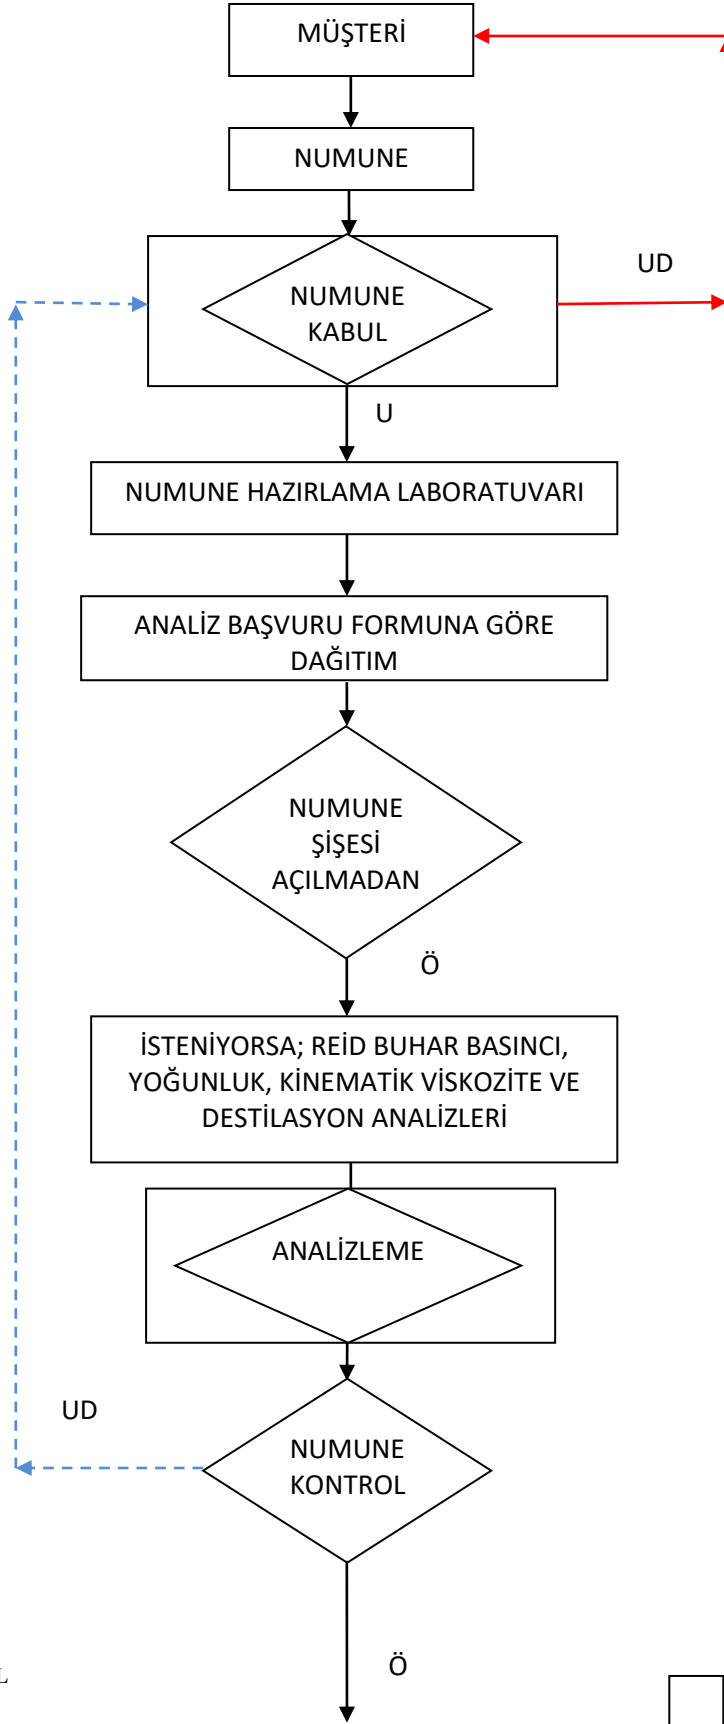 MÜŞTERİ
NUMUNE
UD
NUMUNE
KABUL
U
NUMUNE HAZIRLAMA LABORATUVARI
ANALİZ BAŞVURU FORMUNA GÖRE
DAĞITIM
NUMUNE
ŞİŞESİ
AÇILMADAN
Ö
İSTENİYORSA; REİD BUHAR BASINCI,
YOĞUNLUK, KİNEMATİK VİSKOZİTE VE
DESTİLASYON ANALİZLERİ
ANALİZLEME
UD
NUMUNE
KONTROL
Ö
L